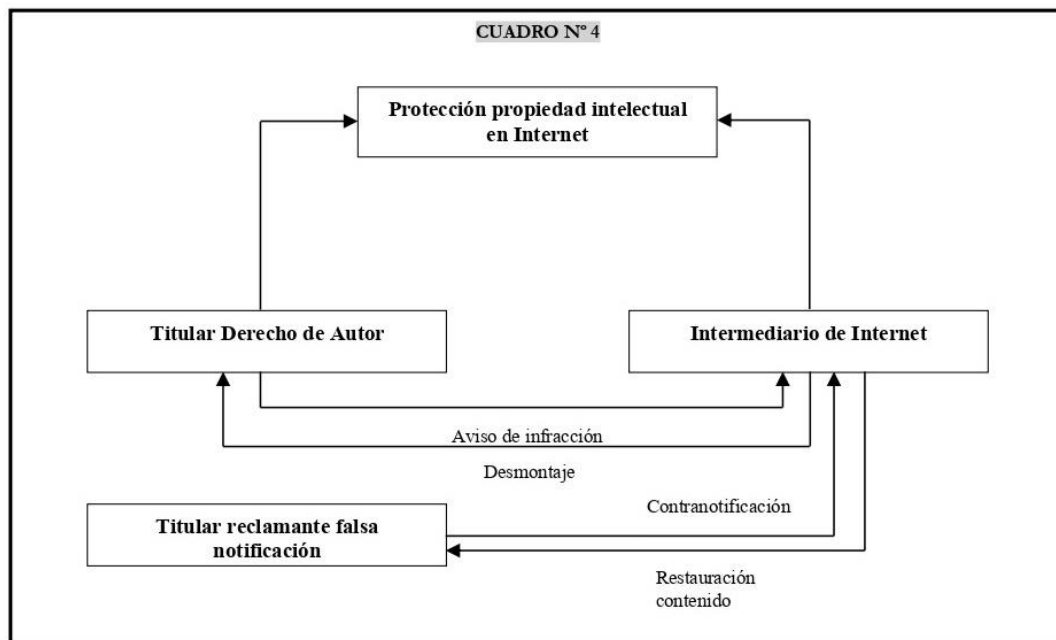 CUADRO Nº 4
Protección propiedad intelectual
en Internet
Titular Derecho de Autor
Intermediario de Internet
Aviso de infracción
Desmontaje
Contranotificación
Titular reclamante falsa
notificación
Restauración
contenido